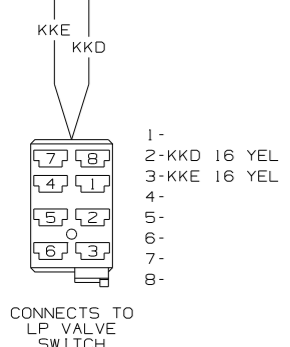 KKE
KKD
7 8
4 1
5 2
6 3
1-
2-KKD 16 YEL
3-KKE 16 YEL
4-
5-
6-
7-
8-
CONNECTS TO
LP VALVE
SWITCH